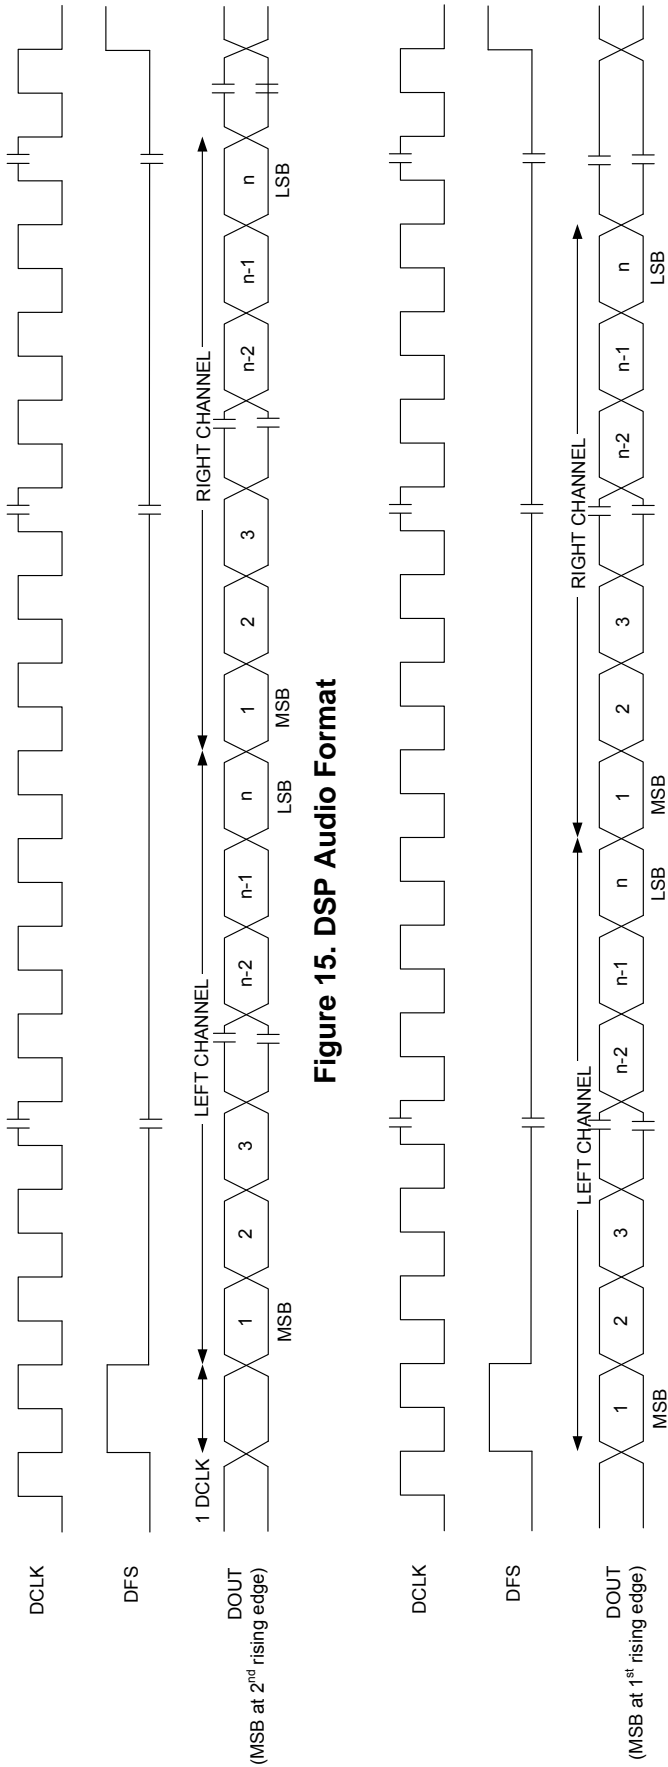 DCLK
DFS
1 DCLK
LEFT CHANNEL
RIGHT CHANNEL
DOUT
(MSB at 2nd rising edge)
1 2 3 n-2 n-1 n 1 2 3 n-2 n-1 n
MSB LSB MSB LSB
Figure 15. DSP Audio Format
DCLK
DFS
LEFT CHANNEL
RIGHT CHANNEL
DOUT
(MSB at 1st rising edge)
1 2 3 n-2 n-1 n 1 2 3 n-2 n-1 n
MSB LSB MSB LSB